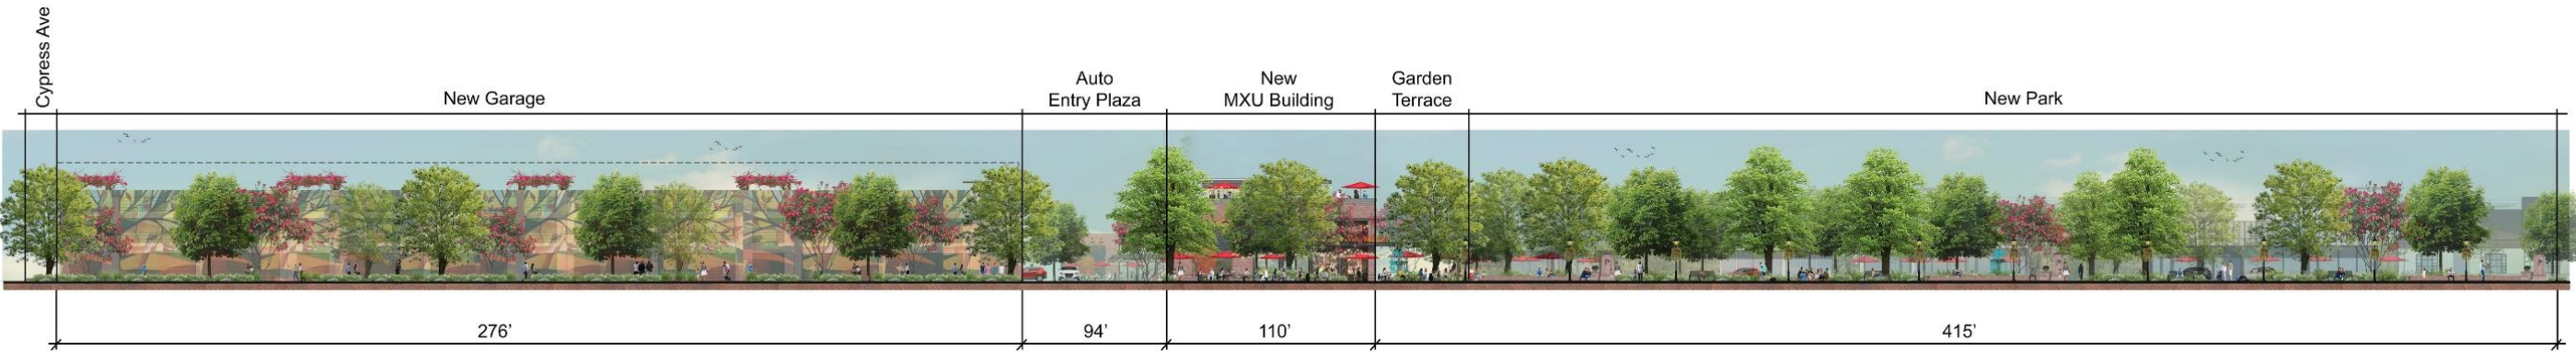 Cypress Ave
New Garage
Auto
Entry Plaza
New
MXU Building
Garden
Terrace
New Park
276'
94'
110'
415'